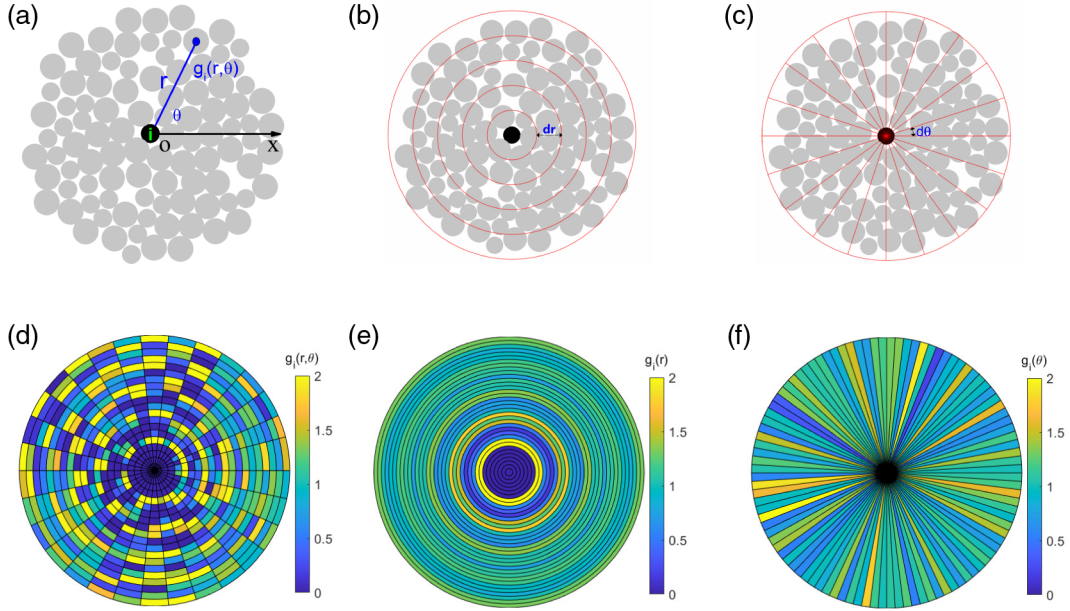 (a)
g_i(r,θ)
r
θ
i
O
X
(b)
dr
(c)
dθ
(d)
g_i(r,θ)
2
1.5
1
0.5
0
(e)
g_i(r)
2
1.5
1
0.5
0
(f)
g_i(θ)
2
1.5
1
0.5
0